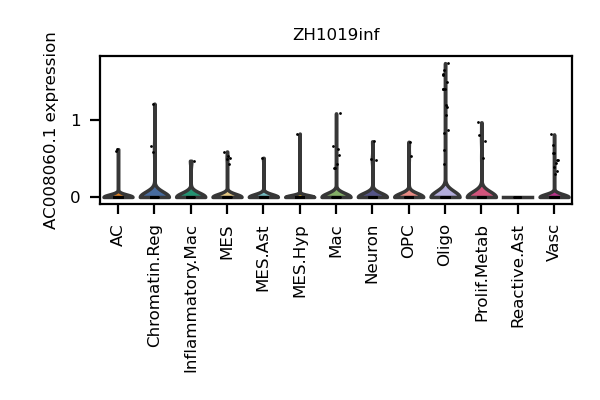 ZH1019inf
AC008060.1 expression
1
0
AC
Chromatin.Reg
Inflammatory.Mac
MES
MES.Ast
MES.Hyp
Mac
Neuron
OPC
Oligo
Prolif.Metab
Reactive.Ast
Vasc